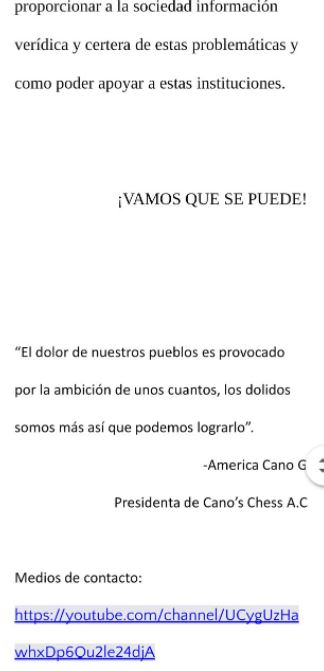 proporcionar a la sociedad información
verídica y certera de estas problemáticas y
como poder apoyar a estas instituciones.
¡VAMOS QUE SE PUEDE!
“El dolor de nuestros pueblos es provocado
por la ambición de unos cuantos, los dolidos
somos más así que podemos lograrlo”.
-America Cano G
Presidenta de Cano’s Chess A.C
Medios de contacto:
https://youtube.com/channel/UCygUzHa
whxDp6Qu2le24djA